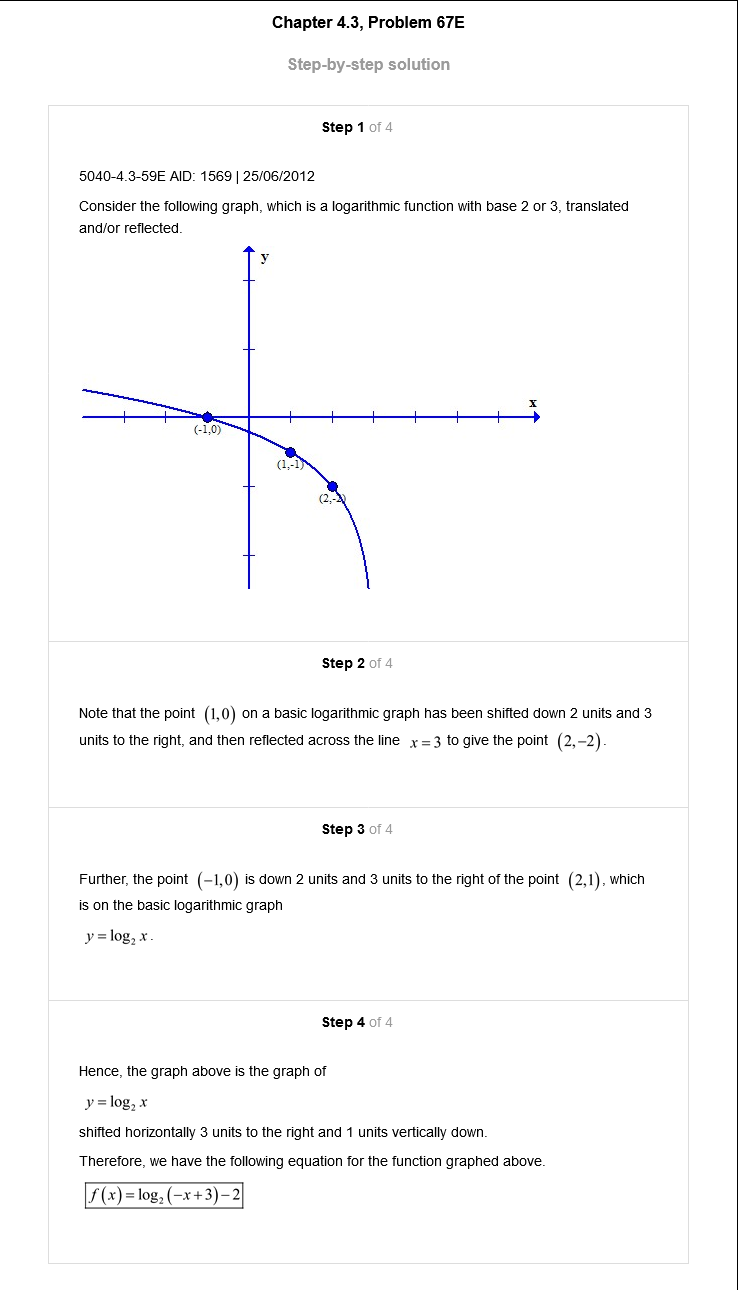 Chapter 4.3, Problem 67E
Step-by-step solution
Step 1 of 4
5040-4.3-59E AID: 1569 | 25/06/2012
Consider the following graph, which is a logarithmic function with base 2 or 3, translated
and/or reflected.
y
x
(-1,0)
(1,-1)
(2,-2)
Step 2 of 4
Note that the point (1,0) on a basic logarithmic graph has been shifted down 2 units and 3
units to the right, and then reflected across the line x = 3 to give the point (2,−2).
Step 3 of 4
Further, the point (−1,0) is down 2 units and 3 units to the right of the point (2,1), which
is on the basic logarithmic graph
y = log₂ x.
Step 4 of 4
Hence, the graph above is the graph of
y = log₂ x
shifted horizontally 3 units to the right and 1 units vertically down.
Therefore, we have the following equation for the function graphed above.
f(x) = log₂(−x+3)−2